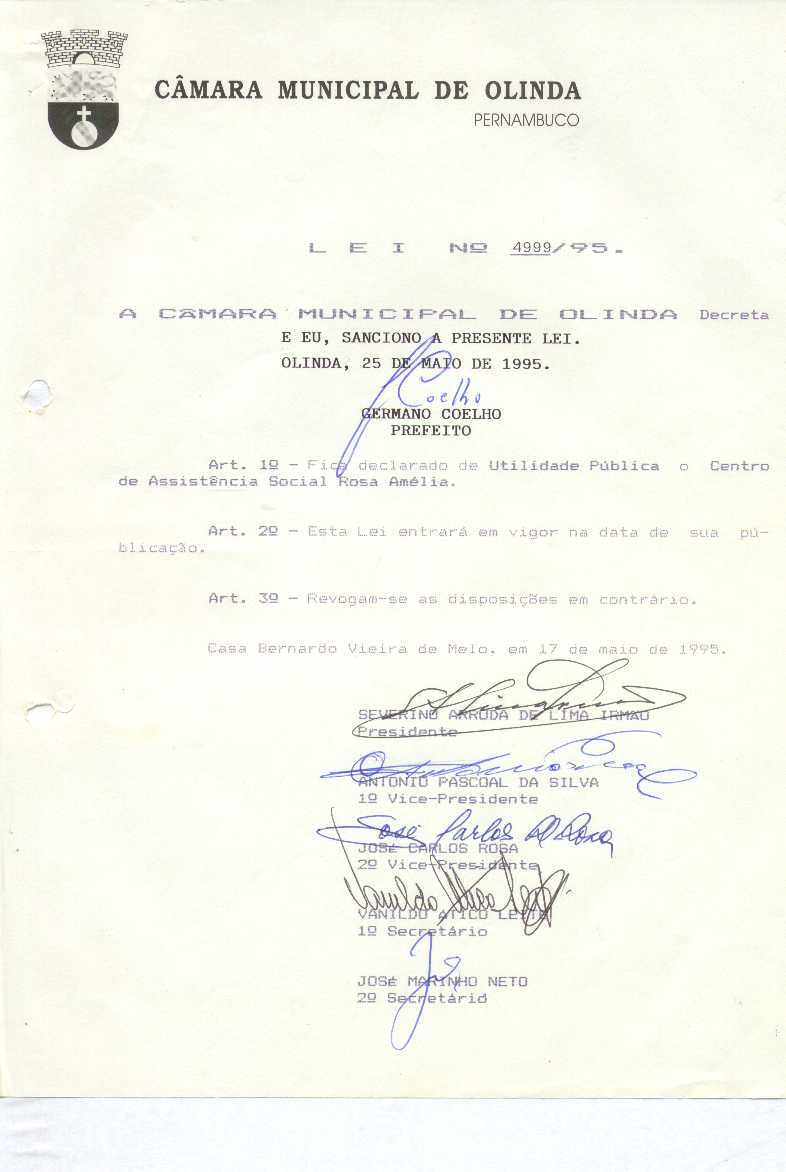 CÂMARA MUNICIPAL DE OLINDA
PERNAMBUCO
L E I Nº 4999/95.
A CÂMARA MUNICIPAL DE OLINDA Decreta
E EU, SANCIONO A PRESENTE LEI.
OLINDA, 25 DE MAIO DE 1995.
Coelho
GERMANO COELHO
PREFEITO
Art. 1º - Fica declarado de Utilidade Pública o Centro
de Assistência Social Rosa Amélia.
Art. 2º - Esta Lei entrará em vigor na data de sua pú-
blicação.
Art. 3º - Revogam-se as disposições em contrário.
Casa Bernardo Vieira de Melo, em 17 de maio de 1995.
SEVERINO ARRUDA DE LIMA IRMÃO
Presidente
ANTONIO PASCOAL DA SILVA
1º Vice-Presidente
José Carlos
JOSÉ CARLOS ROSA
2º Vice-Presidente
Vanildo
VANILDO ATICO LEITE
1º Secretário
JOSÉ MARINHO NETO
2º Secretário